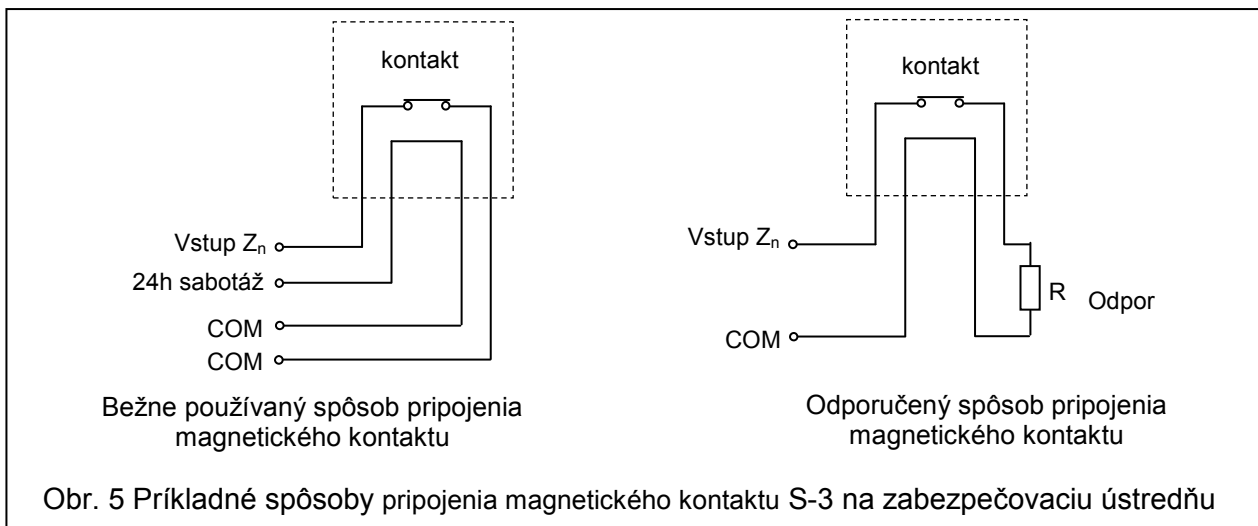 kontakt
Vstup Zn
24h sabotáž
COM
COM
Bežne používaný spôsob pripojenia
magnetického kontaktu
kontakt
Vstup Zn
COM
R
Odpor
Odporučený spôsob pripojenia
magnetického kontaktu
Obr. 5 Príkladné spôsoby pripojenia magnetického kontaktu S-3 na zabezpečovaciu ústredňu